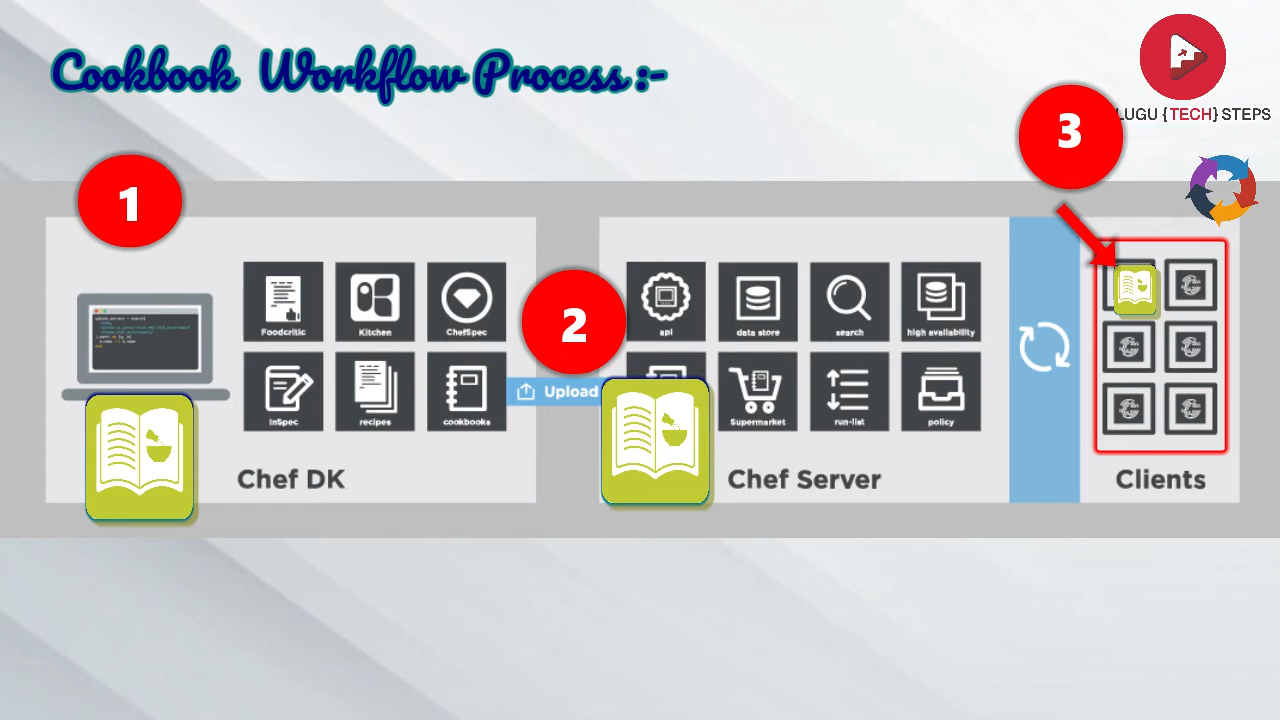 Cookbook Workflow Process :-
LUGU {TECH} STEPS
1
2
3
Foodcritic
Kitchen
ChefSpec
InSpec
recipes
cookbooks
Chef DK
Upload
api
data store
search
high availability
Supermarket
run-list
policy
Chef Server
Clients